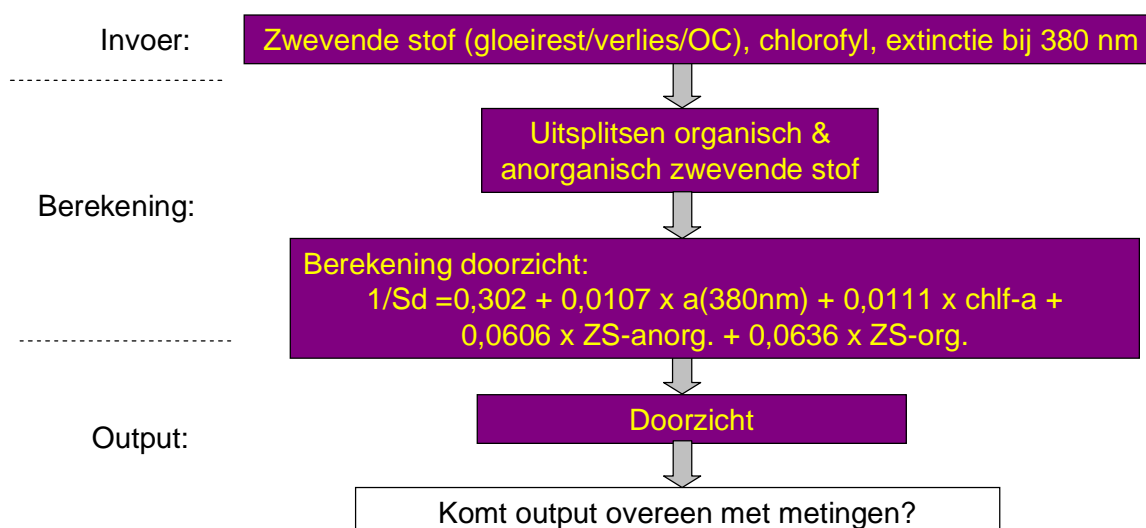 Invoer:
Zwevende stof (gloeirest/verlies/OC), chlorofyl, extinctie bij 380 nm
Uitsplitsen organisch &
anorganisch zwevende stof
Berekening:
Berekening doorzicht:
1/Sd =0,302 + 0,0107 x a(380nm) + 0,0111 x chlf-a +
0,0606 x ZS-anorg. + 0,0636 x ZS-org.
Output:
Doorzicht
Komt output overeen met metingen?